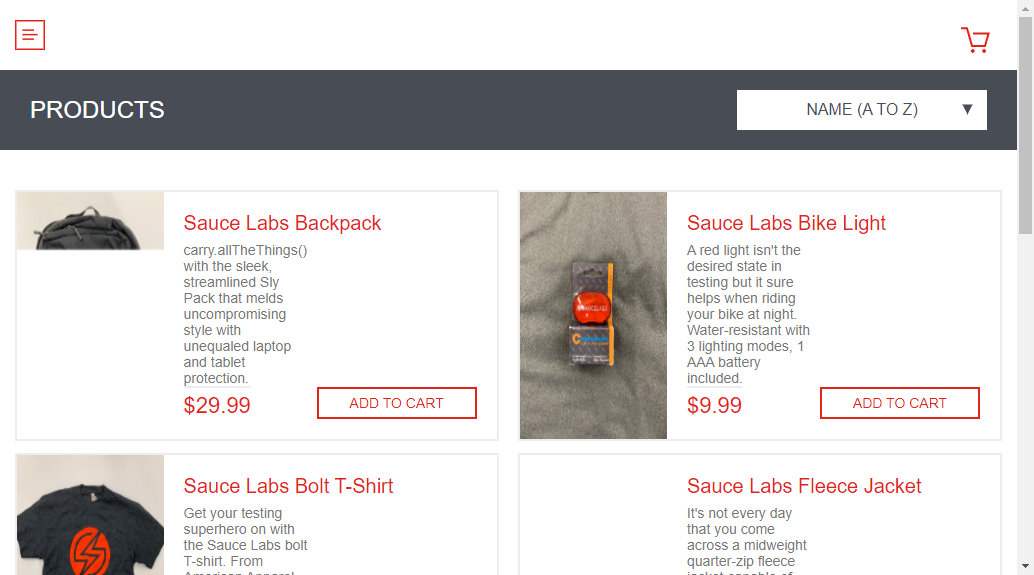 PRODUCTS
NAME (A TO Z)
Sauce Labs Backpack
carry.allTheThings()
with the sleek,
streamlined Sly
Pack that melds
uncompromising
style with
unequaled laptop
and tablet
protection.
$29.99
ADD TO CART
Sauce Labs Bike Light
A red light isn't the
desired state in
testing but it sure
helps when riding
your bike at night.
Water-resistant with
3 lighting modes, 1
AAA battery
included.
$9.99
ADD TO CART
Sauce Labs Bolt T-Shirt
Get your testing
superhero on with
the Sauce Labs bolt
T-shirt. From
American Apparel
Sauce Labs Fleece Jacket
It's not every day
that you come
across a midweight
quarter-zip fleece
jacket capable of